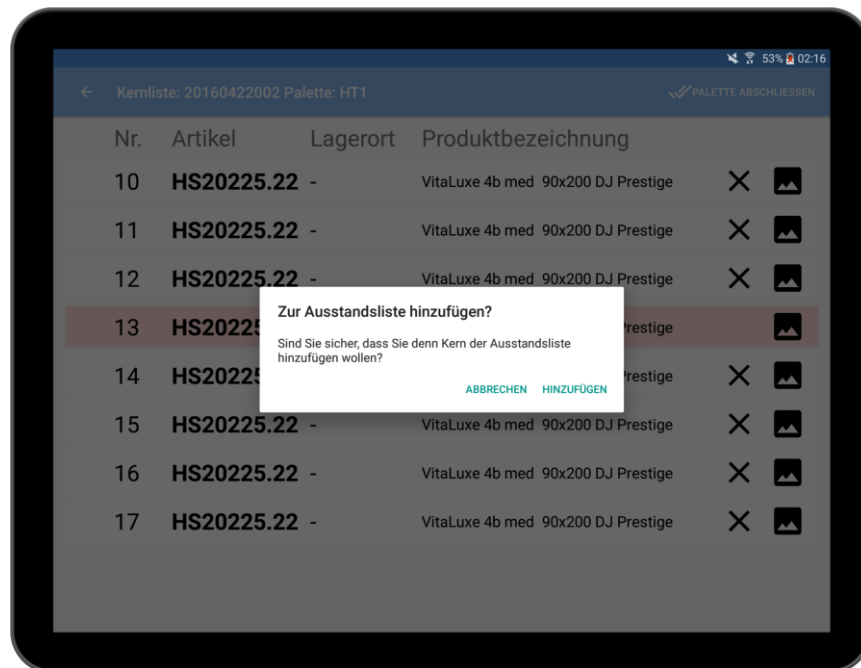 53% 02:16
Kernliste: 20160422002 Palette: HT1 PALETTE ABSCHLIESSEN
Nr. Artikel Lagerort Produktbezeichnung
10 HS20225.22 - VitaLuxe 4b med 90x200 DJ Prestige
11 HS20225.22 - VitaLuxe 4b med 90x200 DJ Prestige
12 HS20225.22 - VitaLuxe 4b med 90x200 DJ Prestige
13 HS20225 Prestige
14 HS20225 Prestige
15 HS20225.22 - VitaLuxe 4b med 90x200 DJ Prestige
16 HS20225.22 - VitaLuxe 4b med 90x200 DJ Prestige
17 HS20225.22 - VitaLuxe 4b med 90x200 DJ Prestige
Zur Ausstandsliste hinzufügen?
Sind Sie sicher, dass Sie denn Kern der Ausstandsliste
hinzufügen wollen?
ABBRECHEN HINZUFÜGEN